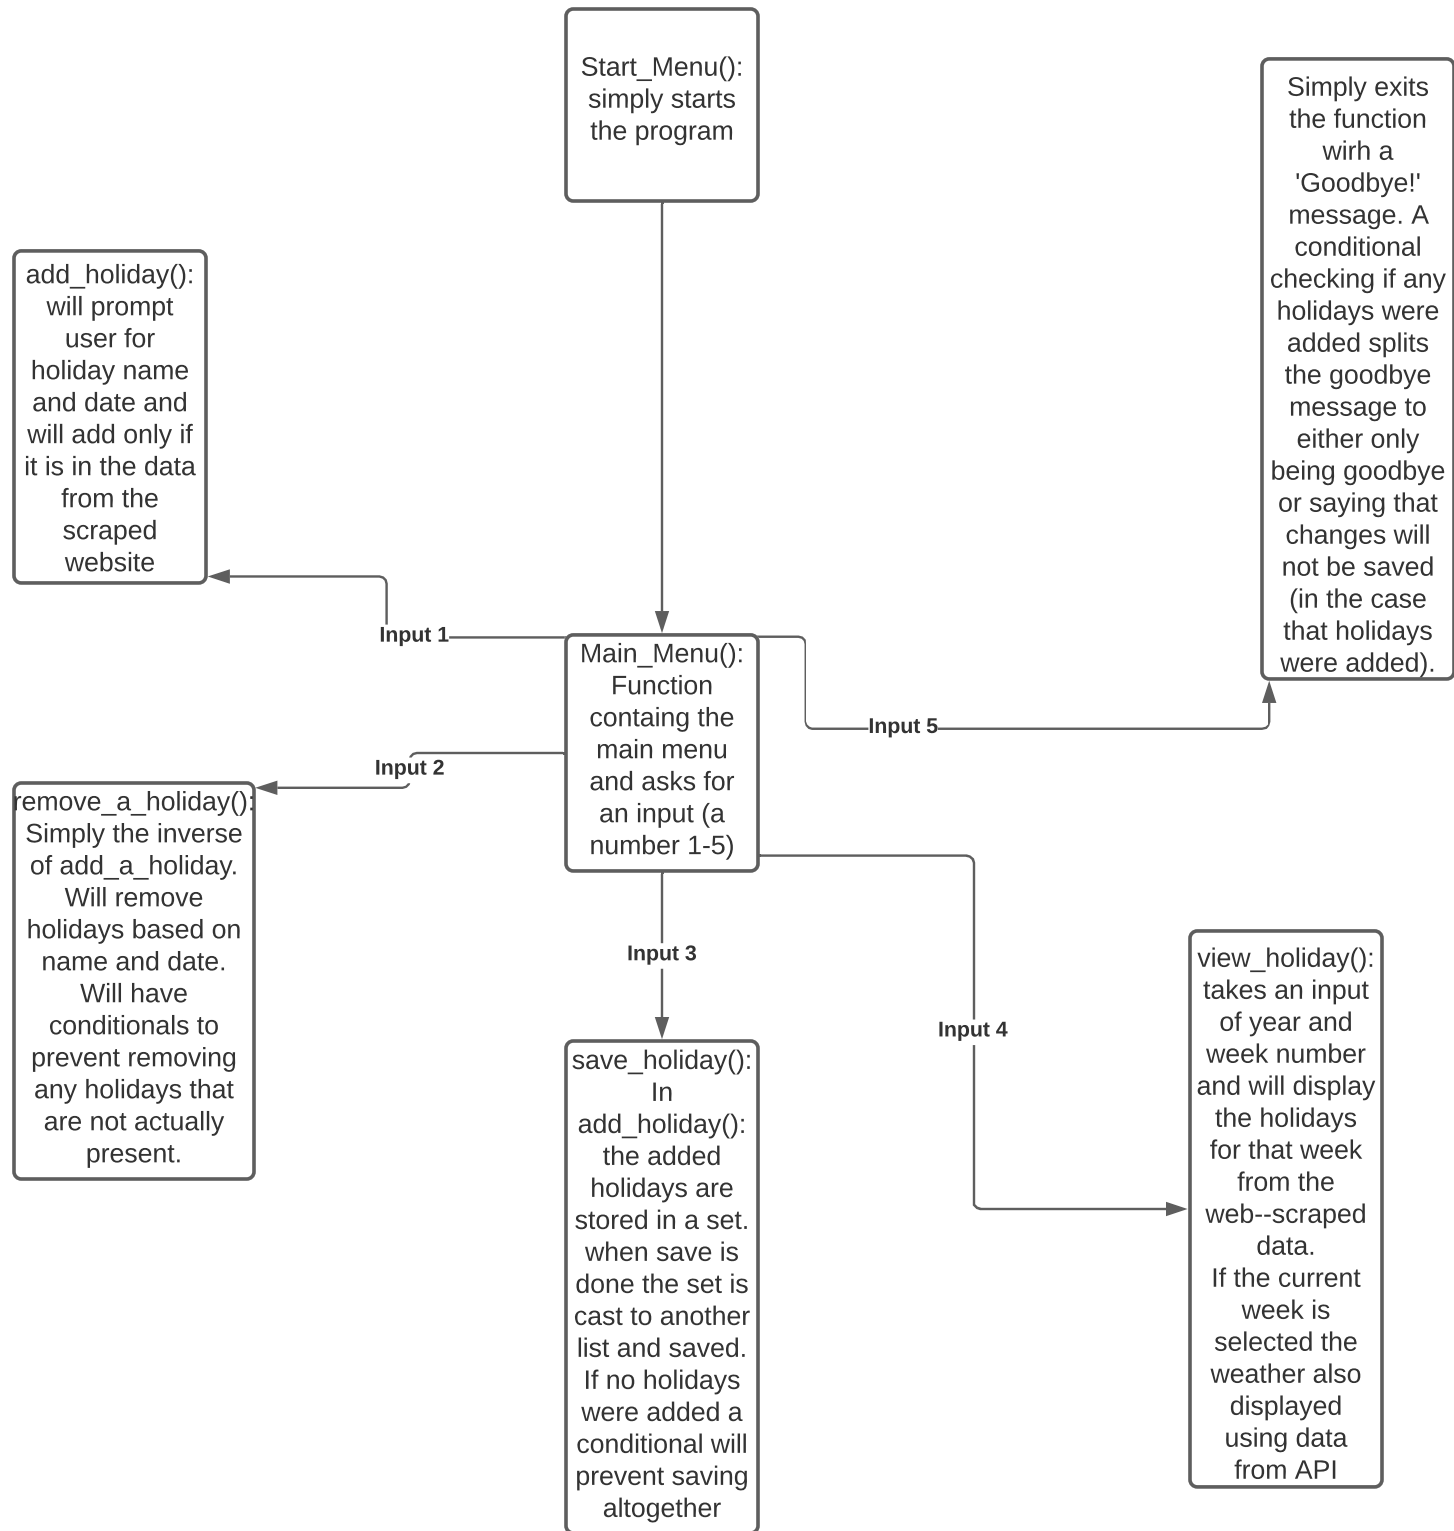 Start_Menu():
simply starts
the program
Simply exits
the function
wirh a
'Goodbye!'
message. A
conditional
checking if any
holidays were
added splits
the goodbye
message to
either only
being goodbye
or saying that
changes will
not be saved
(in the case
that holidays
were added).
add_holiday():
will prompt
user for
holiday name
and date and
will add only if
it is in the data
from the
scraped
website
Input 1
Main_Menu():
Function
containg the
main menu
and asks for
an input (a
number 1-5)
Input 5
Input 2
remove_a_holiday():
Simply the inverse
of add_a_holiday.
Will remove
holidays based on
name and date.
Will have
conditionals to
prevent removing
any holidays that
are not actually
present.
Input 3
Input 4
save_holiday():
In
add_holiday():
the added
holidays are
stored in a set.
when save is
done the set is
cast to another
list and saved.
If no holidays
were added a
conditional will
prevent saving
altogether
view_holiday():
takes an input
of year and
week number
and will display
the holidays
for that week
from the
web--scraped
data.
If the current
week is
selected the
weather also
displayed
using data
from API